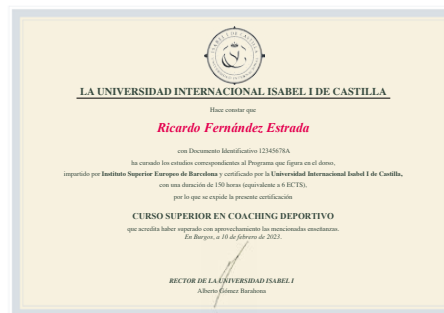 LA UNIVERSIDAD INTERNACIONAL ISABEL I DE CASTILLA
Hace constar que
Ricardo Fernández Estrada
con Documento Identificativo 12345678A
ha cursado los estudios correspondientes al Programa que figura en el dorso,
impartido por Instituto Superior Europeo de Barcelona y certificado por la Universidad Internacional Isabel I de Castilla,
con una duración de 150 horas (equivalente a 6 ECTS),
por lo que se expide la presente certificación
CURSO SUPERIOR EN COACHING DEPORTIVO
que acredita haber superado con aprovechamiento las mencionadas enseñanzas.
En Burgos, a 10 de febrero de 2023.
RECTOR DE LA UNIVERSIDAD ISABEL I
Alberto Gómez Barahona